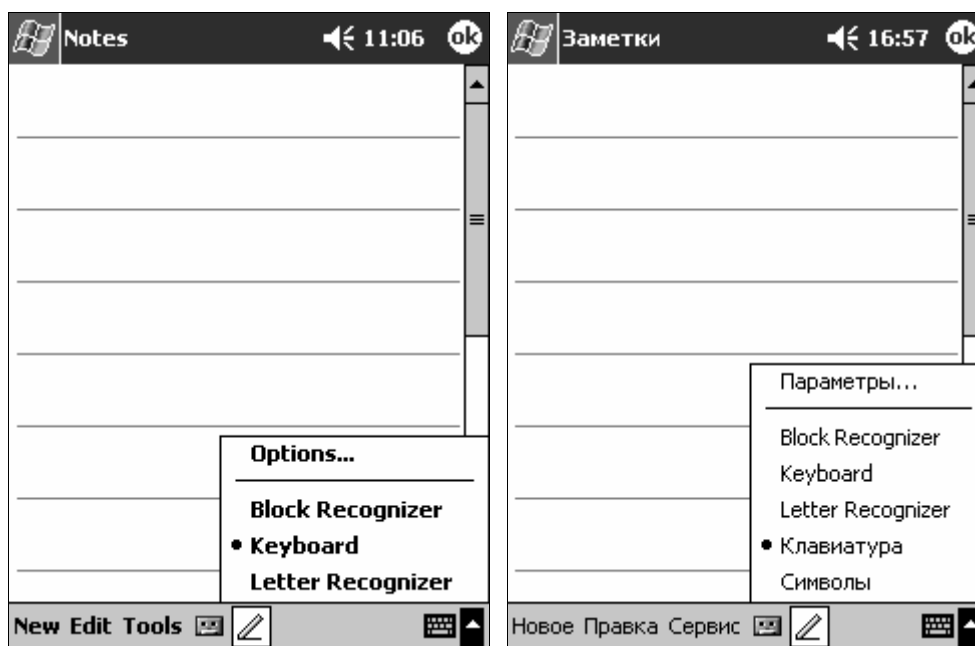 Notes 11:06 ok
Options...
Block Recognizer
Keyboard
Letter Recognizer
New Edit Tools
Заметки 16:57 ok
Параметры...
Block Recognizer
Keyboard
Letter Recognizer
Клавиатура
Символы
Новое Правка Сервис